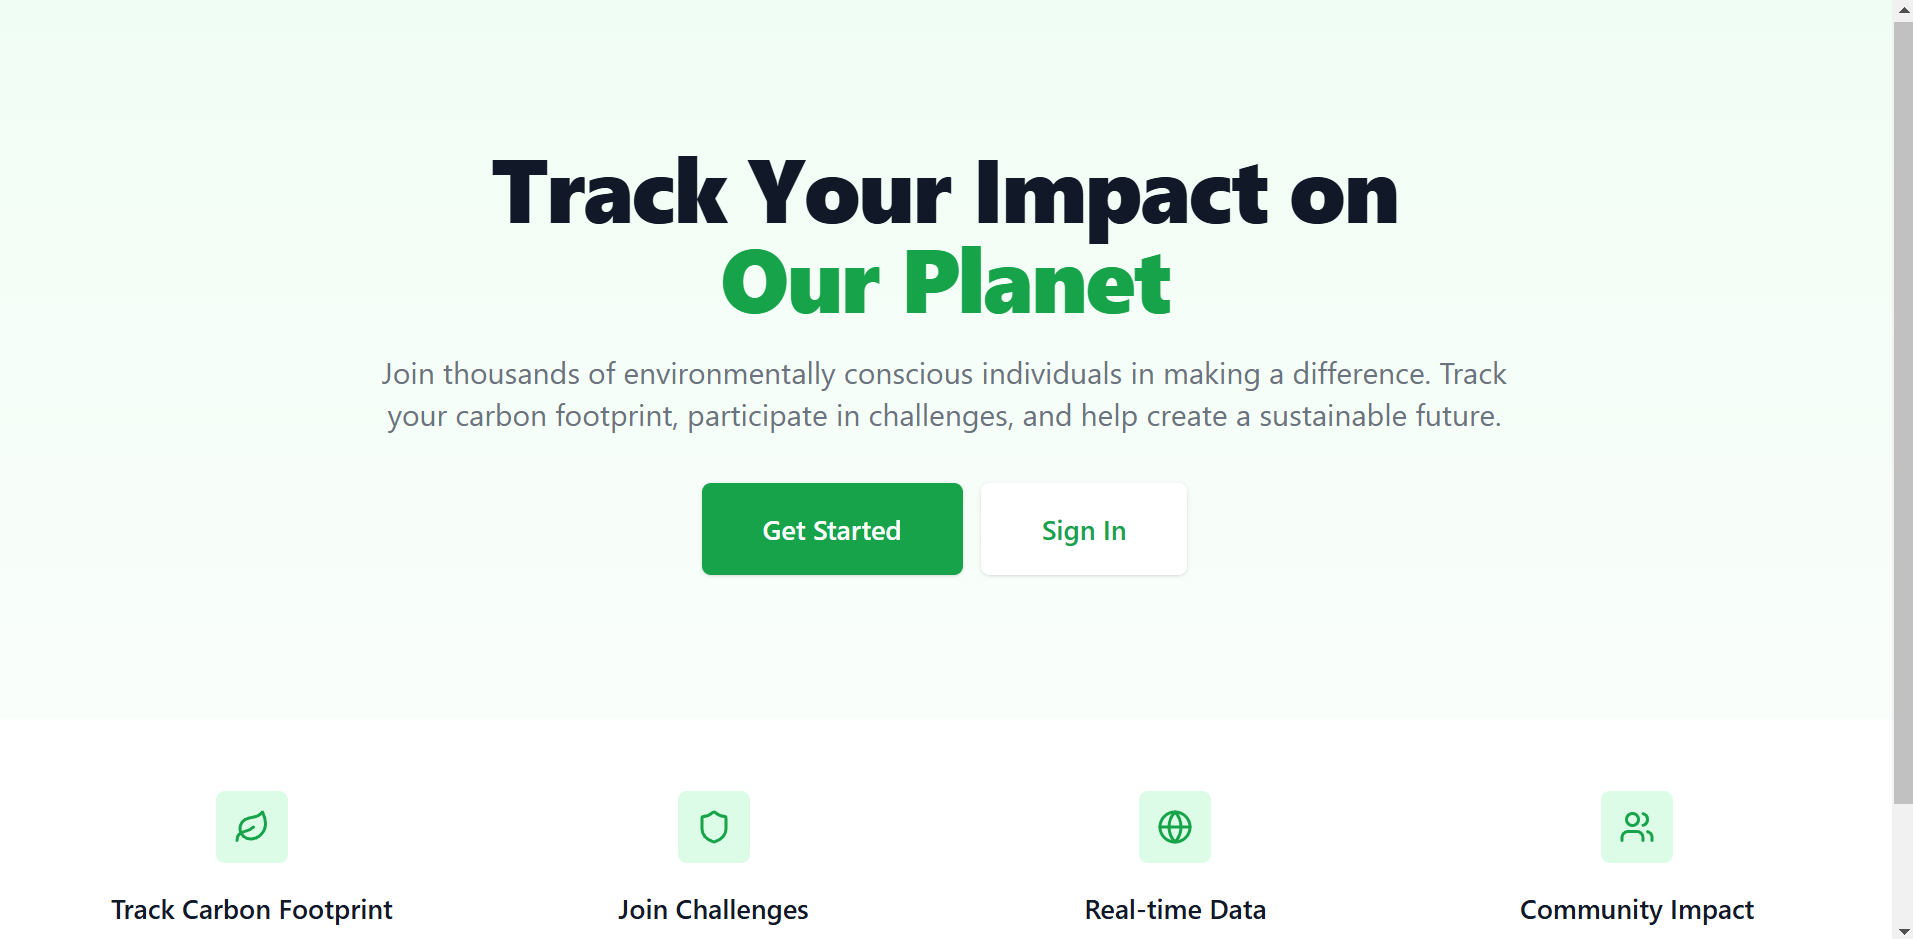 Track Your Impact on
Our Planet
Join thousands of environmentally conscious individuals in making a difference. Track
your carbon footprint, participate in challenges, and help create a sustainable future.
Get Started
Sign In
Track Carbon Footprint
Join Challenges
Real-time Data
Community Impact